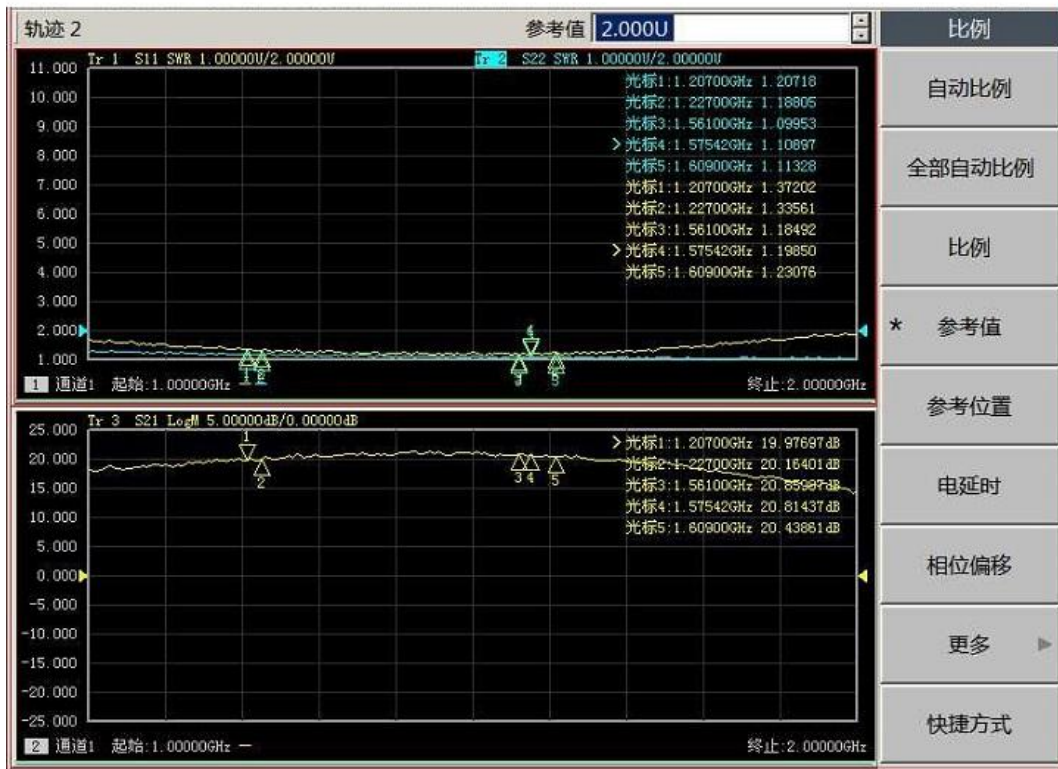 轨迹 2
参考值 2.000U
Tr 1 S11 SWR 1.00000U/2.00000U
Tr 2 S22 SWR 1.00000U/2.00000U
11.000
10.000
9.000
8.000
7.000
6.000
5.000
4.000
3.000
2.000
1.000
光标1:1.20700GHz 1.20718
光标2:1.22700GHz 1.18805
光标3:1.56100GHz 1.09953
>光标4:1.57542GHz 1.10897
光标5:1.60900GHz 1.11328
光标1:1.20700GHz 1.37202
光标2:1.22700GHz 1.33561
光标3:1.56100GHz 1.18492
>光标4:1.57542GHz 1.19850
光标5:1.60900GHz 1.23076
4
1 2 3 5
1 通道1 起始:1.00000GHz
终止:2.00000GHz
Tr 3 S21 LogM 5.00000dB/0.00000dB
25.000
20.000
15.000
10.000
5.000
0.000
-5.000
-10.000
-15.000
-20.000
-25.000
>光标1:1.20700GHz 19.97697dB
光标2:1.22700GHz 20.16401dB
光标3:1.56100GHz 20.85907dB
光标4:1.57542GHz 20.81437dB
光标5:1.60900GHz 20.43861dB
1
2 3 4 5
2 通道1 起始:1.00000GHz
终止:2.00000GHz
比例
自动比例
全部自动比例
比例
* 参考值
参考位置
电延时
相位偏移
更多
快捷方式